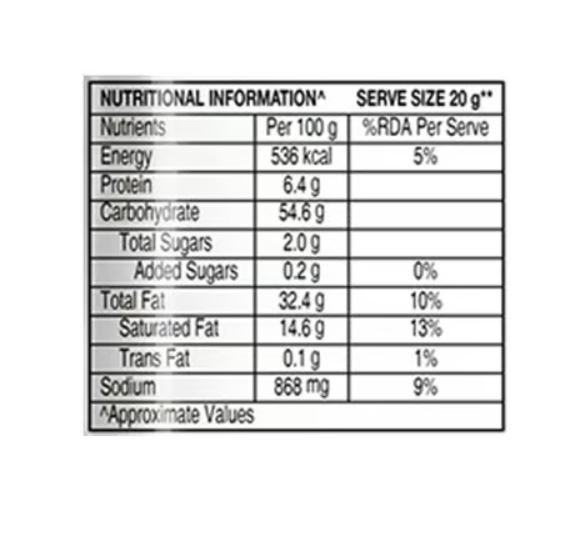 NUTRITIONAL INFORMATION^ SERVE SIZE 20 g**
Nutrients Per 100 g %RDA Per Serve
Energy 536 kcal 5%
Protein 6.4 g
Carbohydrate 54.6 g
Total Sugars 2.0 g
Added Sugars 0.2 g 0%
Total Fat 32.4 g 10%
Saturated Fat 14.6 g 13%
Trans Fat 0.1 g 1%
Sodium 868 mg 9%
^Approximate Values